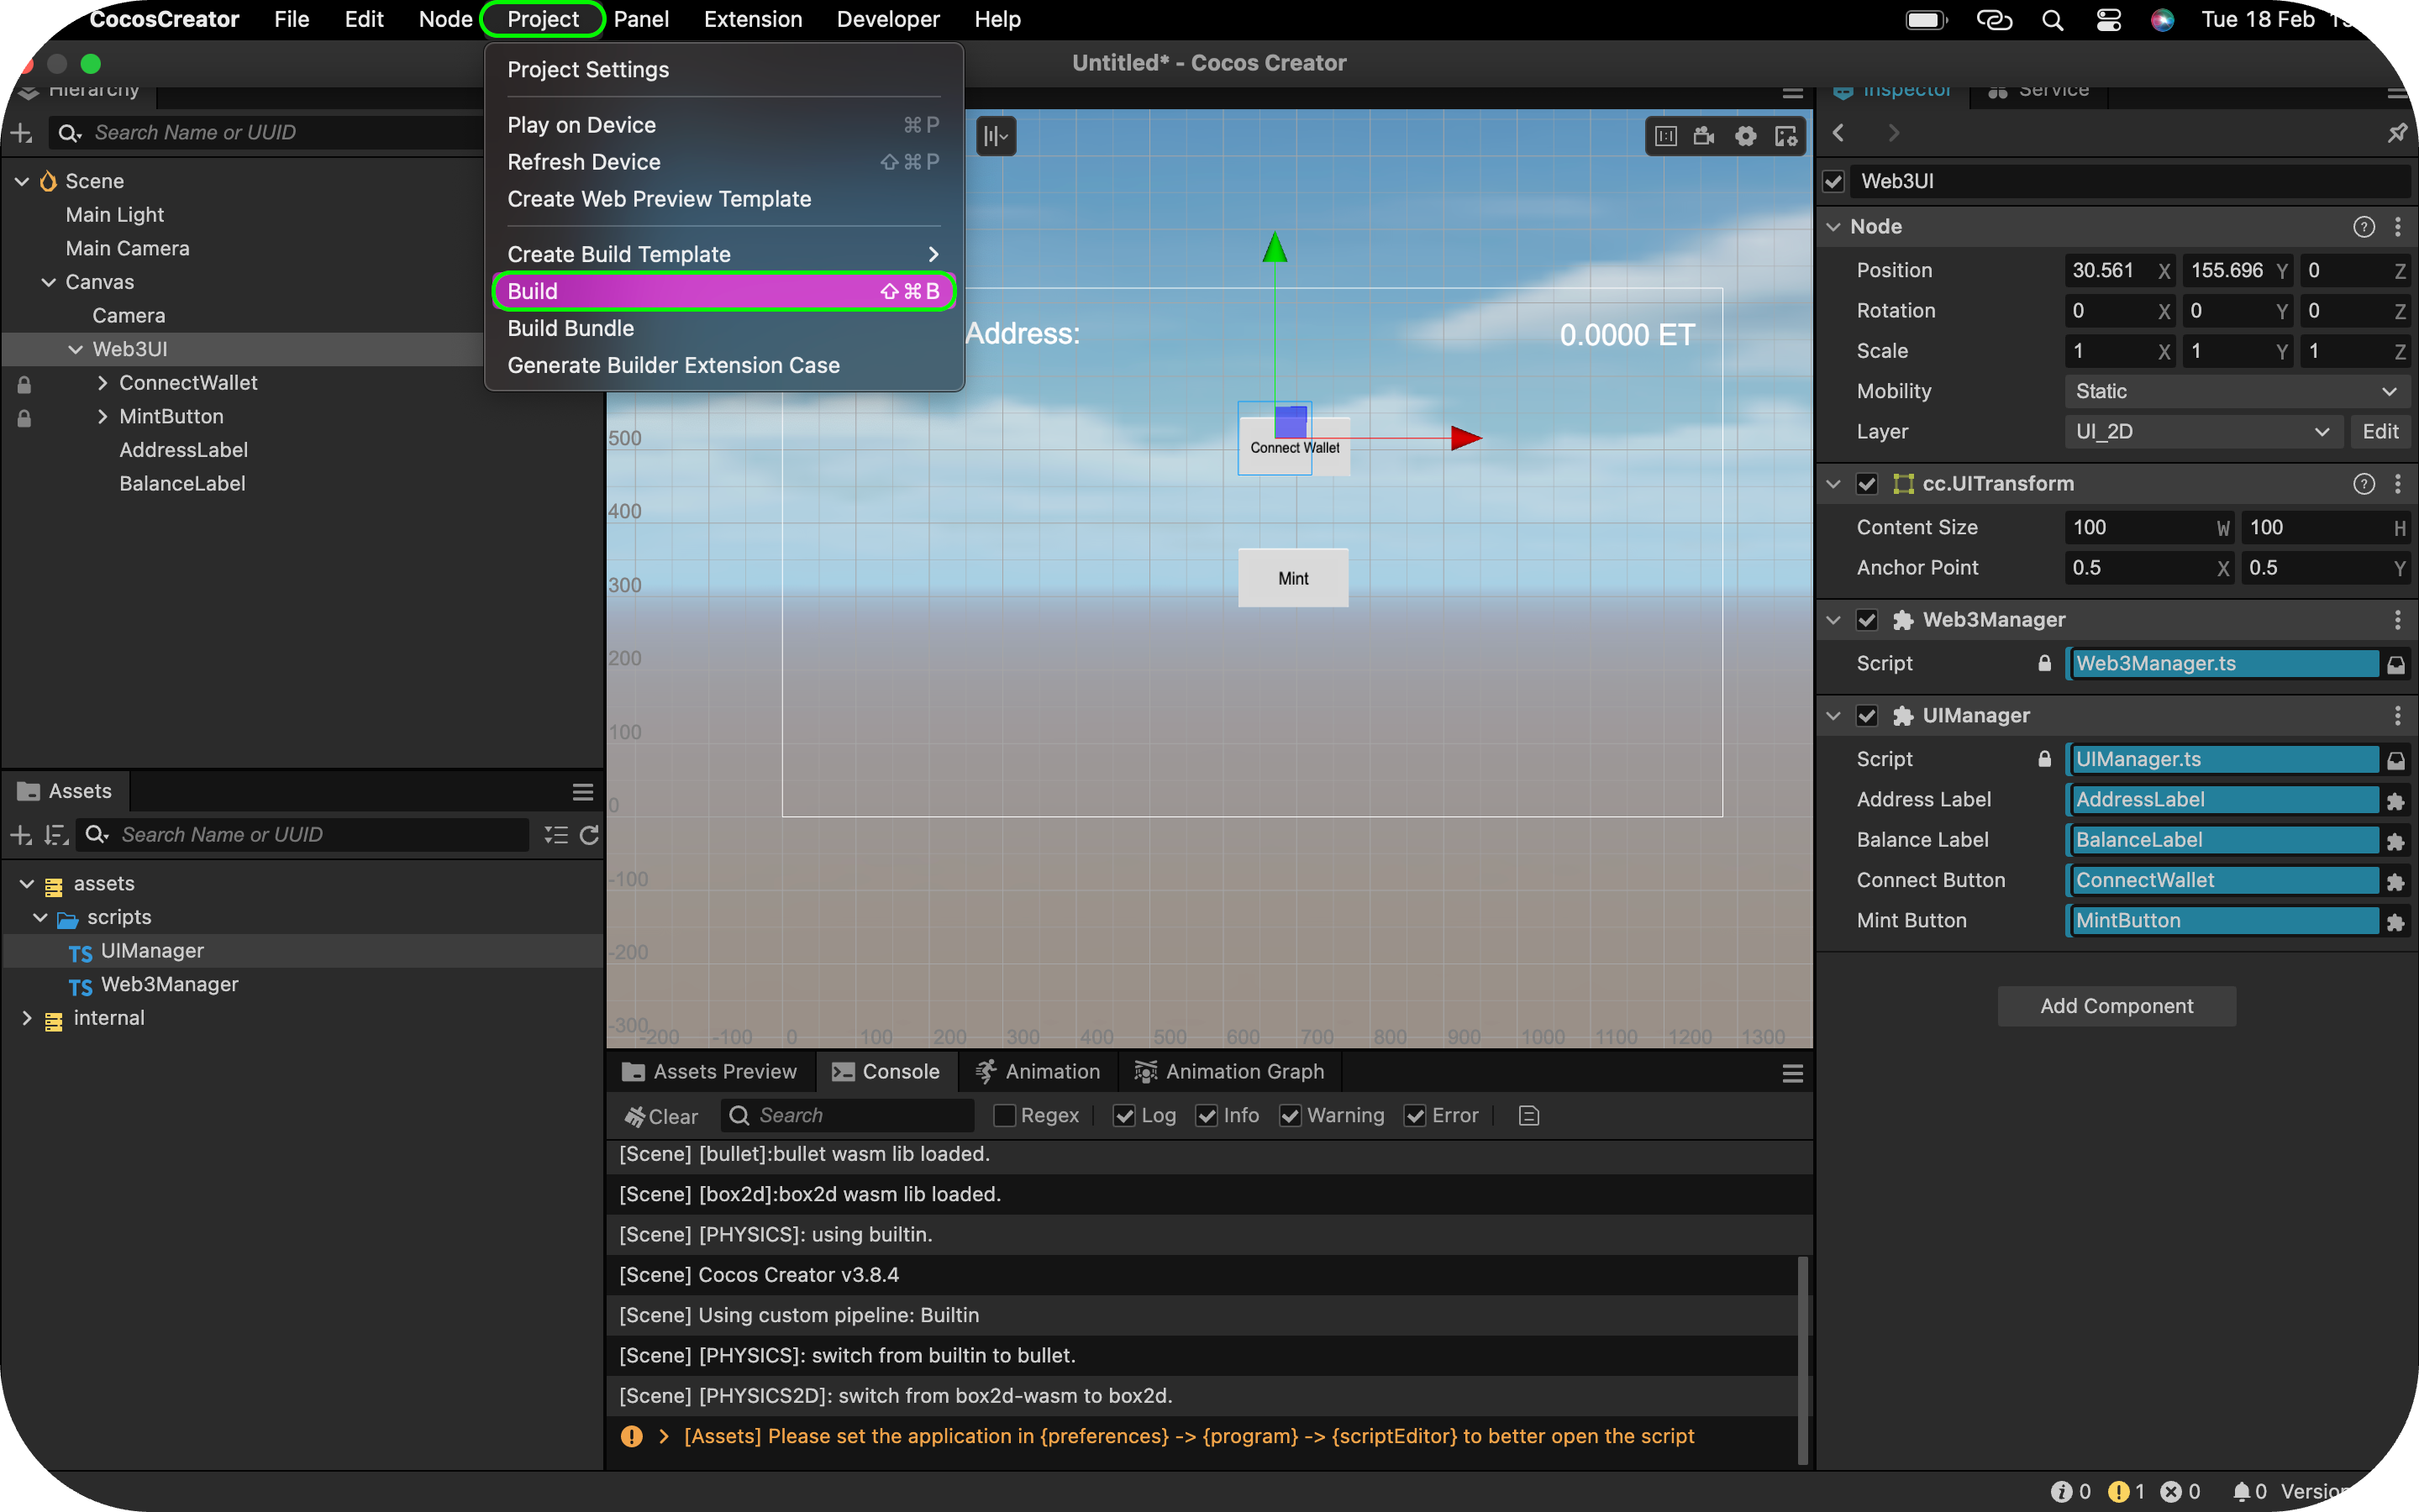 CocosCreator File Edit Node Project Panel Extension Developer Help Tue 18 Feb
Untitled* - Cocos Creator
Hierarchy
Search Name or UUID
Scene
Main Light
Main Camera
Canvas
Camera
Web3UI
ConnectWallet
MintButton
AddressLabel
BalanceLabel
Project Settings
Play on Device ⌘ P
Refresh Device ⇧ ⌘ P
Create Web Preview Template
Create Build Template
Build ⇧ ⌘ B
Build Bundle
Generate Builder Extension Case
Address:
0.0000 ET
Connect Wallet
Mint
500
400
300
200
100
0
-100
-200
-300
-200 -100 0 100 200 300 400 500 600 700 800 900 1000 1100 1200 1300
Assets
Search Name or UUID
assets
scripts
TS UIManager
TS Web3Manager
internal
Assets Preview Console Animation Animation Graph
Clear Search Regex Log Info Warning Error
[Scene] [bullet]:bullet wasm lib loaded.
[Scene] [box2d]:box2d wasm lib loaded.
[Scene] [PHYSICS]: using builtin.
[Scene] Cocos Creator v3.8.4
[Scene] Using custom pipeline: Builtin
[Scene] [PHYSICS]: switch from builtin to bullet.
[Scene] [PHYSICS2D]: switch from box2d-wasm to box2d.
[Assets] Please set the application in {preferences} -> {program} -> {scriptEditor} to better open the script
Inspector Service
Web3UI
Node
Position 30.561 X 155.696 Y 0 Z
Rotation 0 X 0 Y 0 Z
Scale 1 X 1 Y 1 Z
Mobility Static
Layer UI_2D Edit
cc.UITransform
Content Size 100 W 100 H
Anchor Point 0.5 X 0.5 Y
Web3Manager
Script Web3Manager.ts
UIManager
Script UIManager.ts
Address Label AddressLabel
Balance Label BalanceLabel
Connect Button ConnectWallet
Mint Button MintButton
Add Component
0 1 0 0 Version